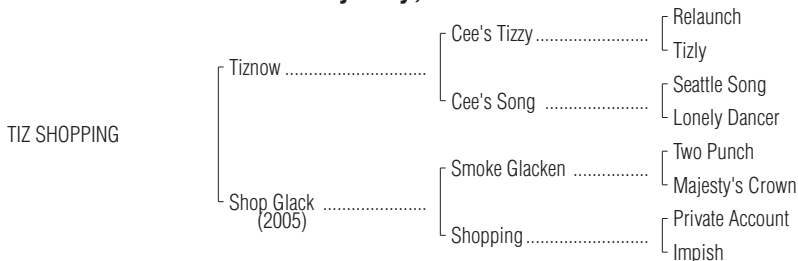 Relaunch
Cee's Tizzy ............................
Tizly
Tiznow ...................................
Seattle Song
Cee's Song ..........................
Lonely Dancer
TIZ SHOPPING
Two Punch
Smoke Glacken ...................
Majesty's Crown
Shop Glack ..........................
(2005)
Private Account
Shopping...............................
Impish